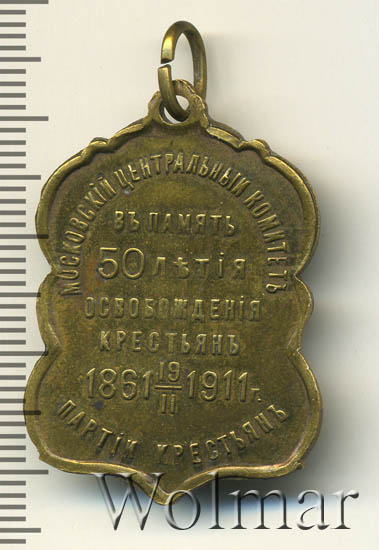 МОСКОВСКІЙ ЦЕНТРАЛЬНЫЙ КОМИТЕТЪ
ВЪ ПАМЯТЬ
50 ЛѢТІЯ
ОСВОБОЖДЕНІЯ
КРЕСТЬЯНЪ
1861 19/II 1911 г.
ПАРТІИ КРЕСТЬЯНЪ
Wolmar